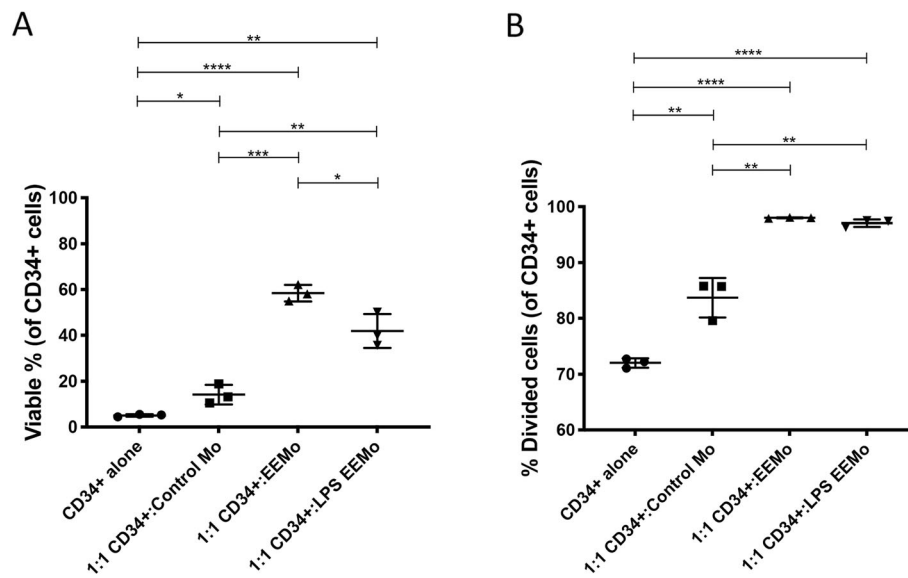 A
**
****
*
**
***
*
Viable % (of CD34+ cells)
100
80
60
40
20
0
CD34+ alone
1:1 CD34+:Control Mo
1:1 CD34+:EEMo
1:1 CD34+:LPS EEMo
B
****
****
**
**
**
% Divided cells (of CD34+ cells)
100
90
80
70
60
CD34+ alone
1:1 CD34+:Control Mo
1:1 CD34+:EEMo
1:1 CD34+:LPS EEMo